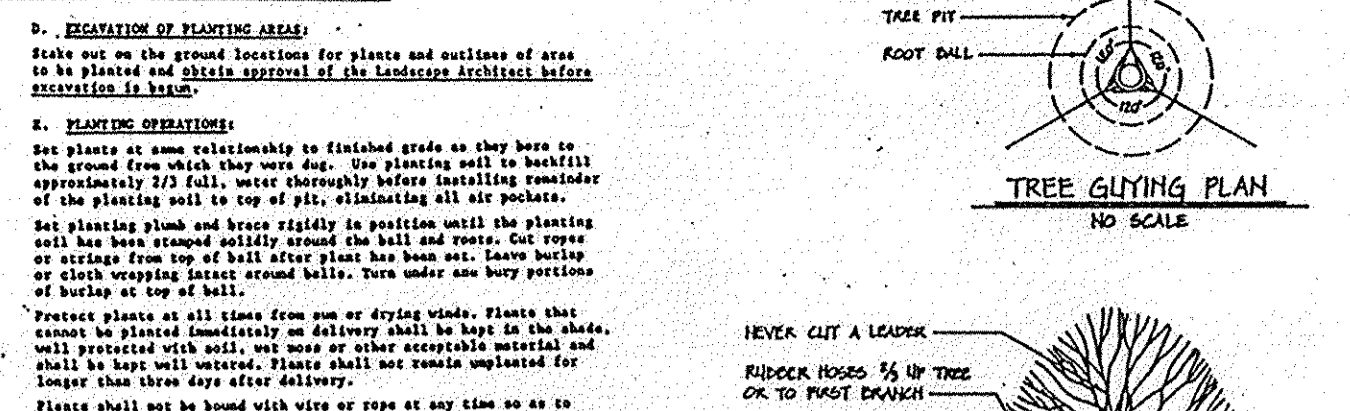 D. EXCAVATION OF PLANTING AREAS:
Stake out on the ground locations for plants and outlines of area
to be planted and obtain approval of the Landscape Architect before
excavation is begun.
E. PLANTING OPERATIONS:
Set plants at same relationship to finished grade as they bore to
the ground from which they were dug. Use planting soil to backfill
approximately 2/3 full, water thoroughly before installing remainder
of the planting soil to top of pit, eliminating all air pockets.
Set planting plumb and brace rigidly in position until the planting
soil has been stamped solidly around the ball and roots. Cut ropes
or strings from top of ball after plant has been set. Leave burlap
or cloth wrapping intact around balls. Turn under and bury portions
of burlap at top of ball.
Protect plants at all times from sun or drying winds. Plants that
cannot be planted immediately on delivery shall be kept in the shade,
well protected with soil, wet moss or other acceptable material and
shall be kept well watered. Plants shall not remain unplanted for
longer than three days after delivery.
Plants shall not be bound with wire or rope at any time so as to
TREE PIT
ROOT BALL
120°
120°
120°
TREE GUYING PLAN
NO SCALE
NEVER CUT A LEADER
RUBBER HOSES 3/5 UP TREE
OR TO FIRST BRANCH